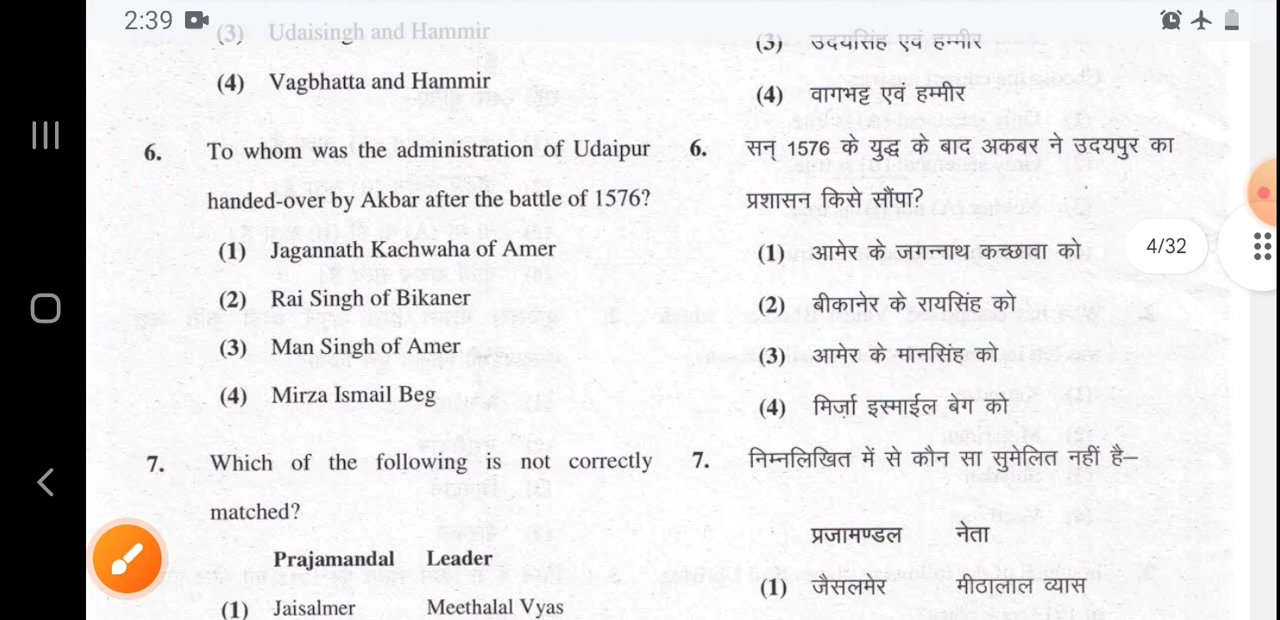 2:39
(3) Udaisingh and Hammir
(4) Vagbhatta and Hammir
6. To whom was the administration of Udaipur
handed-over by Akbar after the battle of 1576?
(1) Jagannath Kachwaha of Amer
(2) Rai Singh of Bikaner
(3) Man Singh of Amer
(4) Mirza Ismail Beg
7. Which of the following is not correctly
matched?
Prajamandal Leader
(1) Jaisalmer Meethalal Vyas
(3) उदयसिंह एवं हम्मीर
(4) वागभट्ट एवं हम्मीर
6. सन् 1576 के युद्ध के बाद अकबर ने उदयपुर का
प्रशासन किसे सौंपा?
(1) आमेर के जगन्नाथ कच्छावा को
(2) बीकानेर के रायसिंह को
(3) आमेर के मानसिंह को
(4) मिर्ज़ा इस्माईल बेग को
7. निम्नलिखित में से कौन सा सुमेलित नहीं है–
प्रजामण्डल नेता
(1) जैसलमेर मीठालाल व्यास
4/32